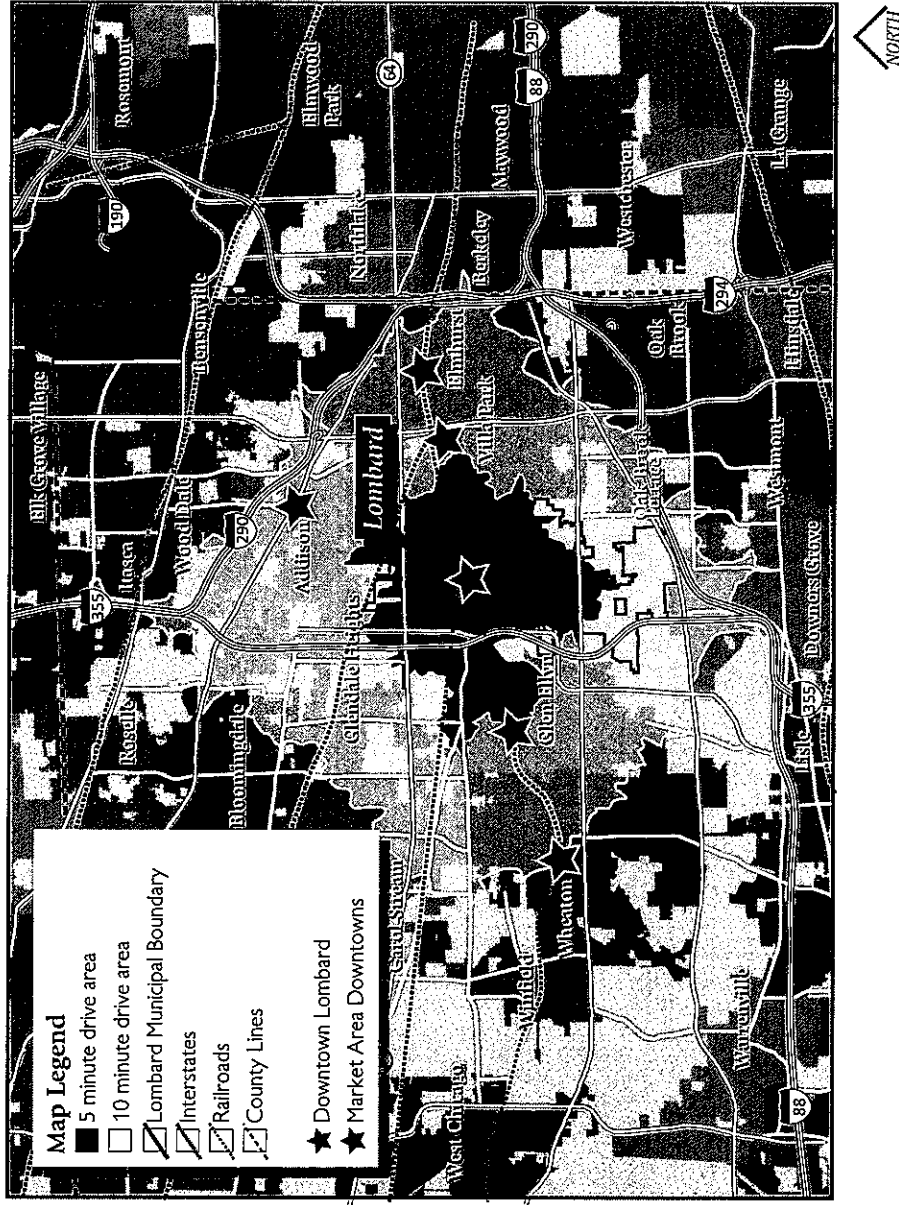 Map Legend
5 minute drive area
10 minute drive area
Lombard Municipal Boundary
Interstates
Railroads
County Lines
Downtown Lombard
Market Area Downtowns
Elk Grove Village
Rosemont
190
355
Itasca
Roselle
Wood Dale
Bensenville
290
Elmwood Park
Bloomingdale
Addison
Northlake
Glendale Heights
64
Carol Stream
Lombard
Elmhurst
Berkeley
Maywood
Villa Park
West Chicago
Winfield
Wheaton
Glen Ellyn
88
290
Westchester
Oak Brook
Oakbrook Terrace
294
La Grange
Hinsdale
Westmont
Downers Grove
Lisle
355
Warrenville
88
NORTH